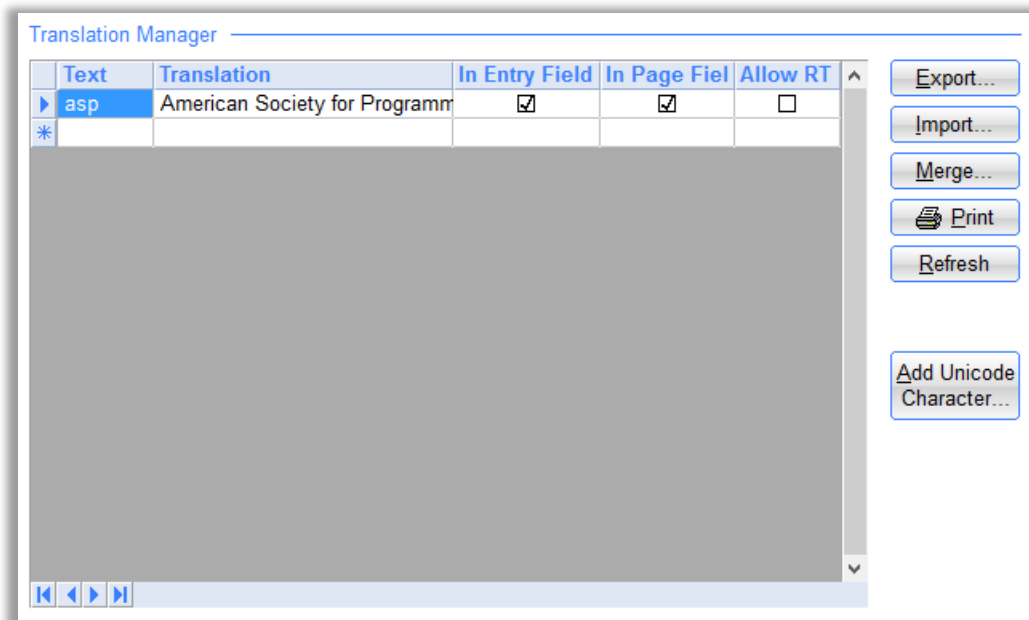 Translation Manager
Text Translation In Entry Field In Page Fiel Allow RT
asp American Society for Programm
Export...
Import...
Merge...
Print
Refresh
Add Unicode
Character...